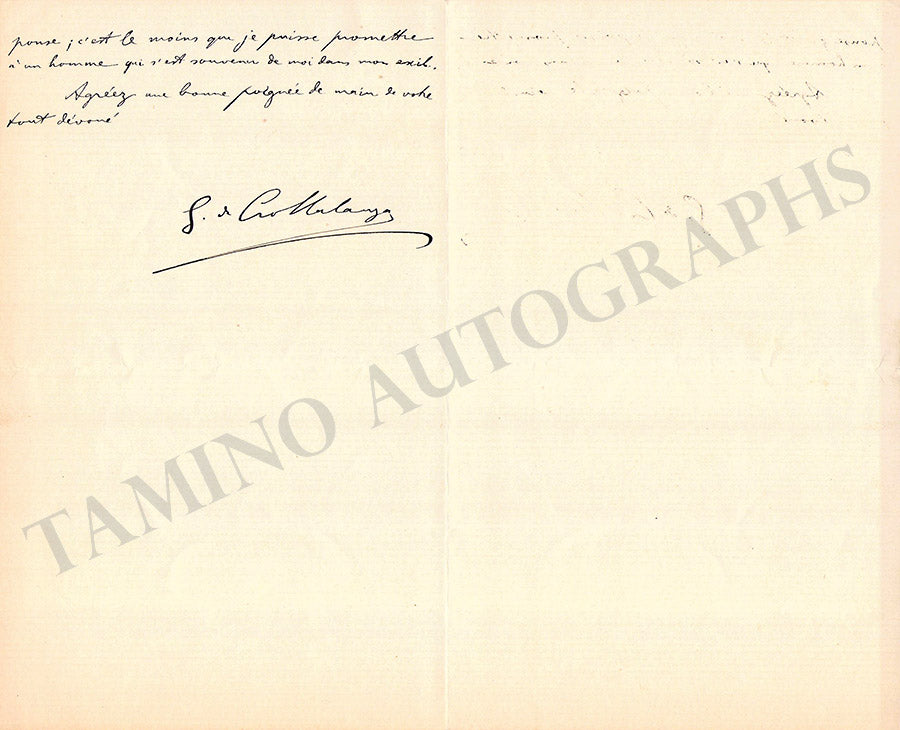 ponse ; c'est le moins que je puisse promettre
à un homme qui s'est souvenu de moi dans mon exil.
Agréez une bonne poignée de main de votre
tout dévoué
G. de Crollalanza
TAMINO AUTOGRAPHS